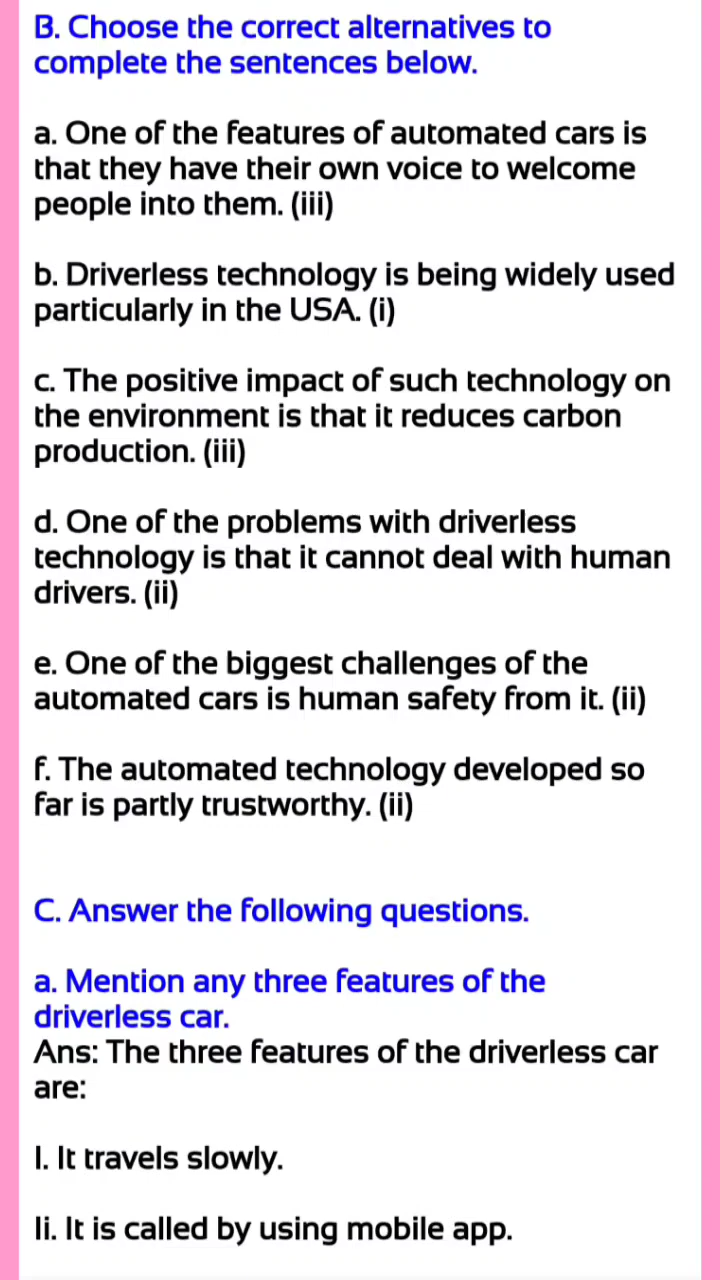 B. Choose the correct alternatives to
complete the sentences below.
a. One of the features of automated cars is
that they have their own voice to welcome
people into them. (iii)
b. Driverless technology is being widely used
particularly in the USA. (i)
c. The positive impact of such technology on
the environment is that it reduces carbon
production. (iii)
d. One of the problems with driverless
technology is that it cannot deal with human
drivers. (ii)
e. One of the biggest challenges of the
automated cars is human safety from it. (ii)
f. The automated technology developed so
far is partly trustworthy. (ii)
C. Answer the following questions.
a. Mention any three features of the
driverless car.
Ans: The three features of the driverless car
are:
I. It travels slowly.
Ii. It is called by using mobile app.